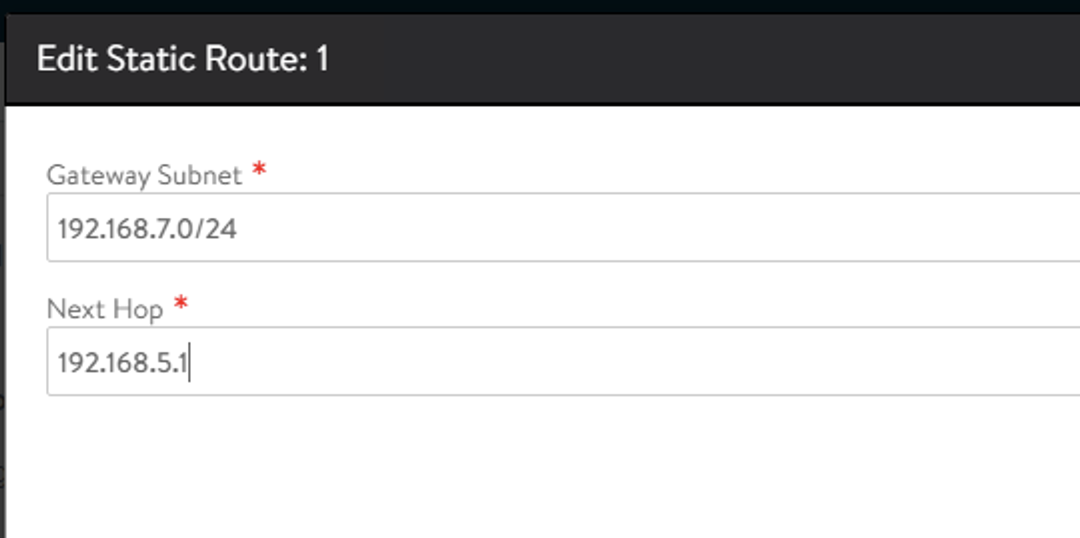 Edit Static Route: 1
Gateway Subnet *
192.168.7.0/24
Next Hop *
192.168.5.1